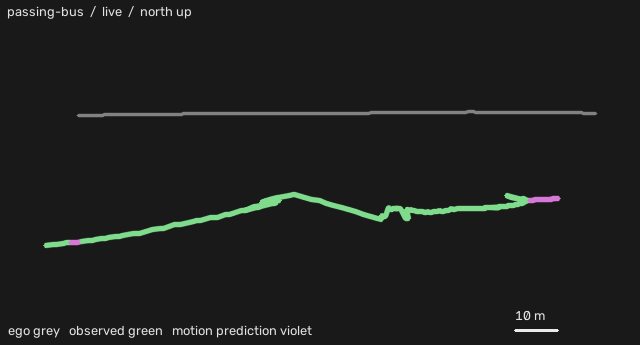 passing-bus / live / north up
10 m
ego grey observed green motion prediction violet